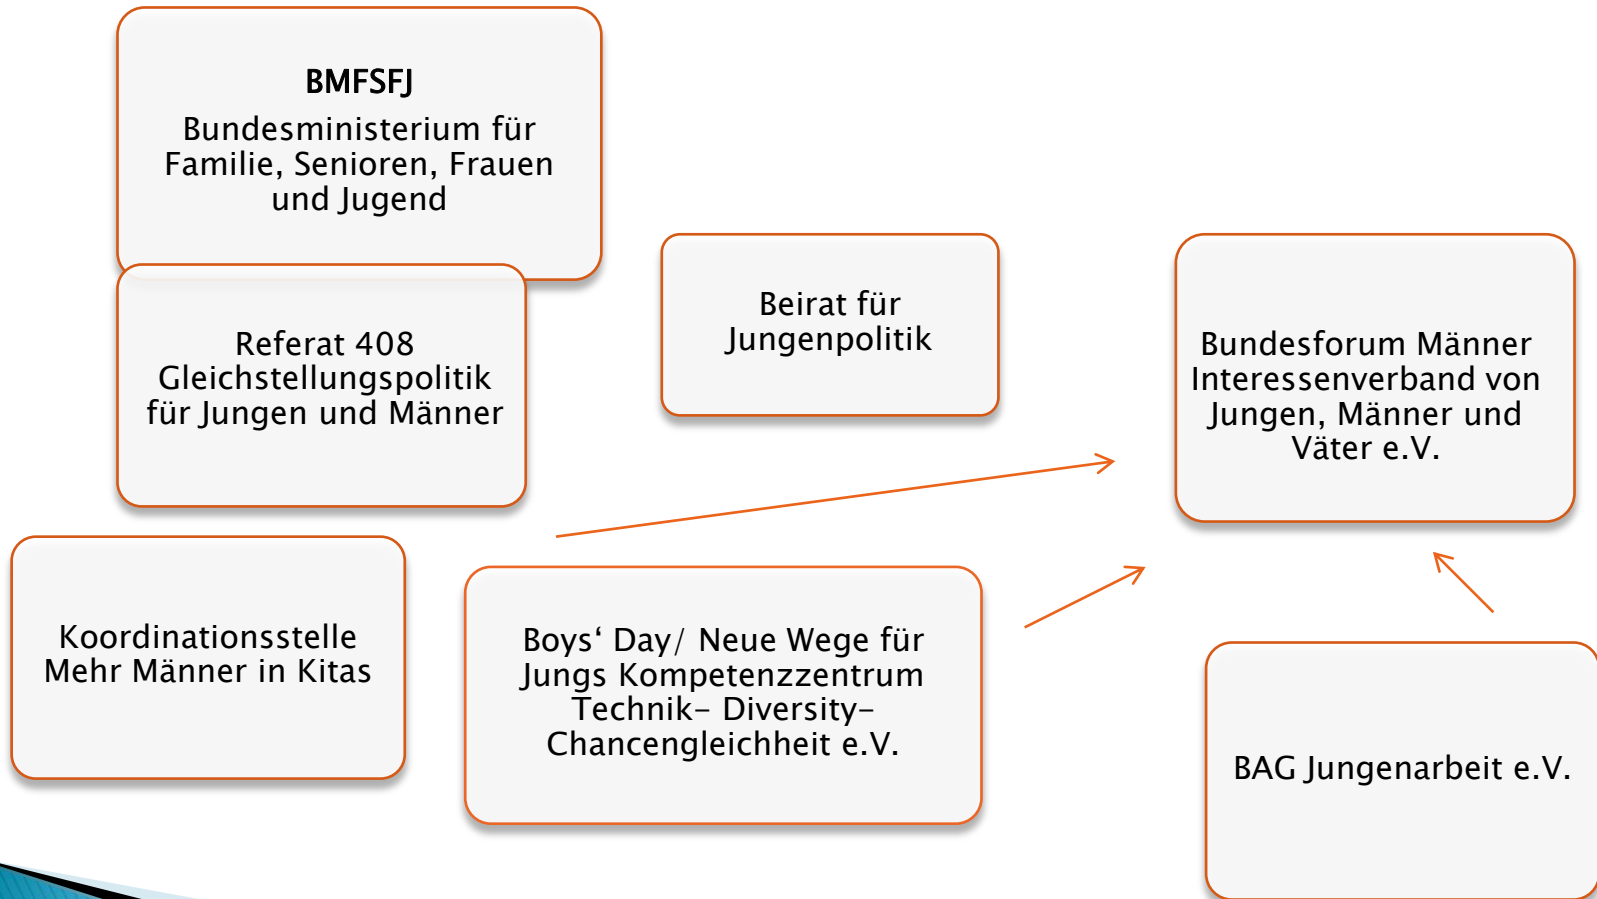 BMFSFJ
Bundesministerium für
Familie, Senioren, Frauen
und Jugend
Referat 408
Gleichstellungspolitik
für Jungen und Männer
Beirat für
Jungenpolitik
Bundesforum Männer
Interessenverband von
Jungen, Männer und
Väter e.V.
Koordinationsstelle
Mehr Männer in Kitas
Boys‘ Day/ Neue Wege für
Jungs Kompetenzzentrum
Technik- Diversity-
Chancengleichheit e.V.
BAG Jungenarbeit e.V.